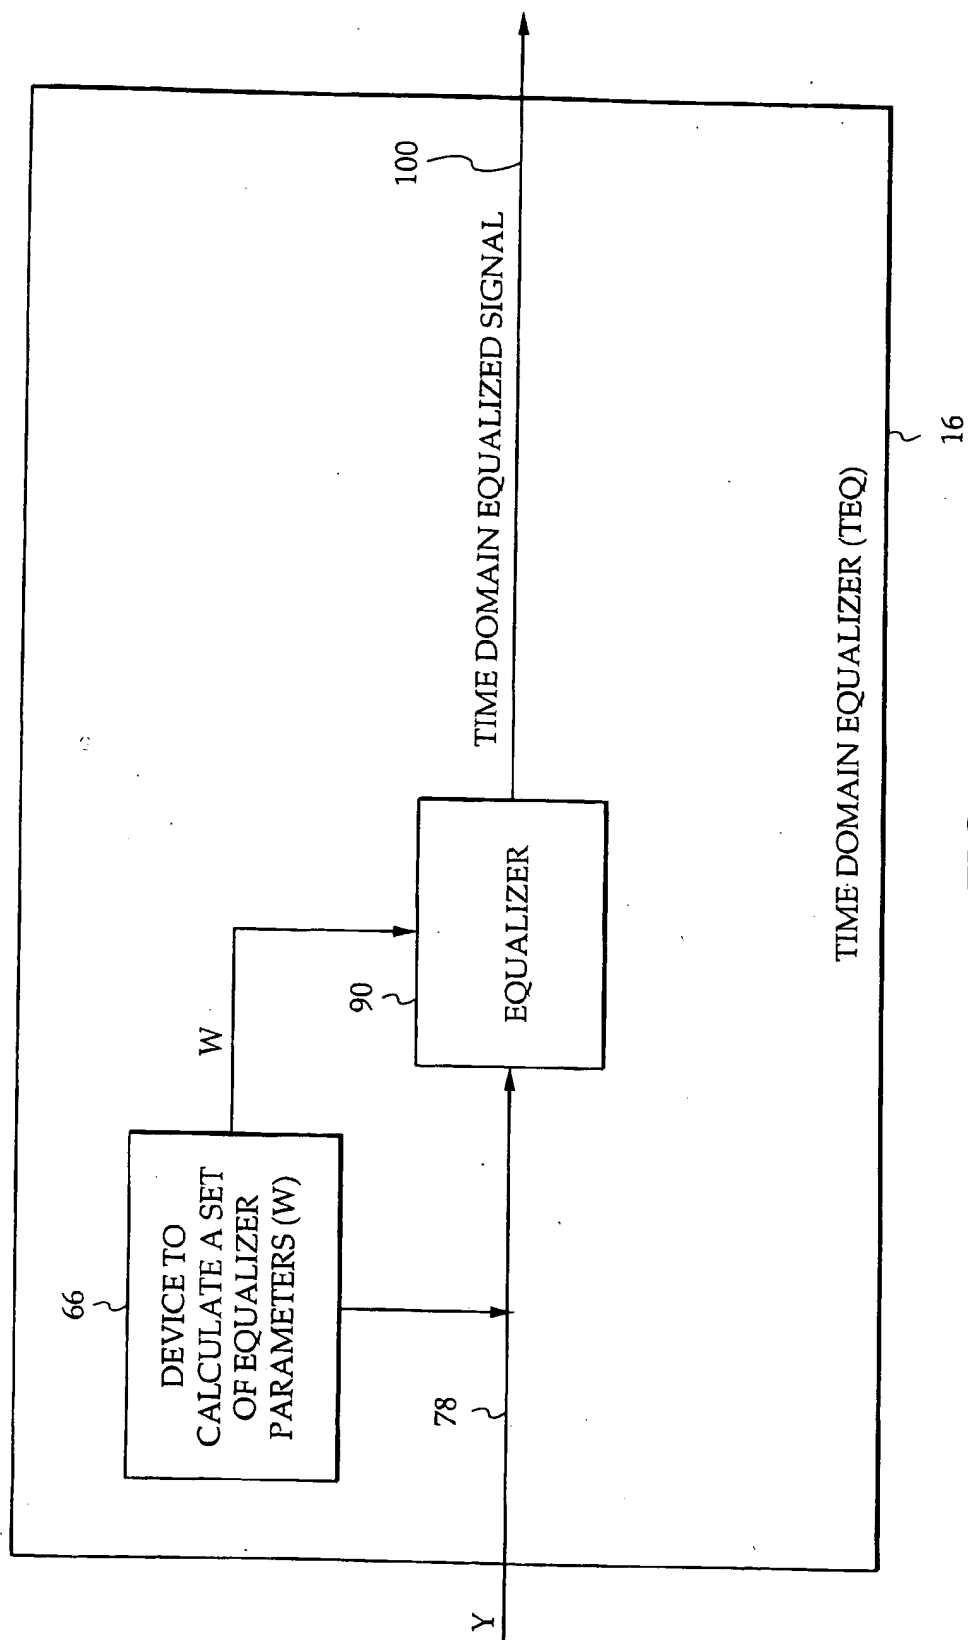 66
DEVICE TO
CALCULATE A SET
OF EQUALIZER
PARAMETERS (W)
W
90
EQUALIZER
Y
78
TIME DOMAIN EQUALIZED SIGNAL
100
TIME DOMAIN EQUALIZER (TEQ)
16